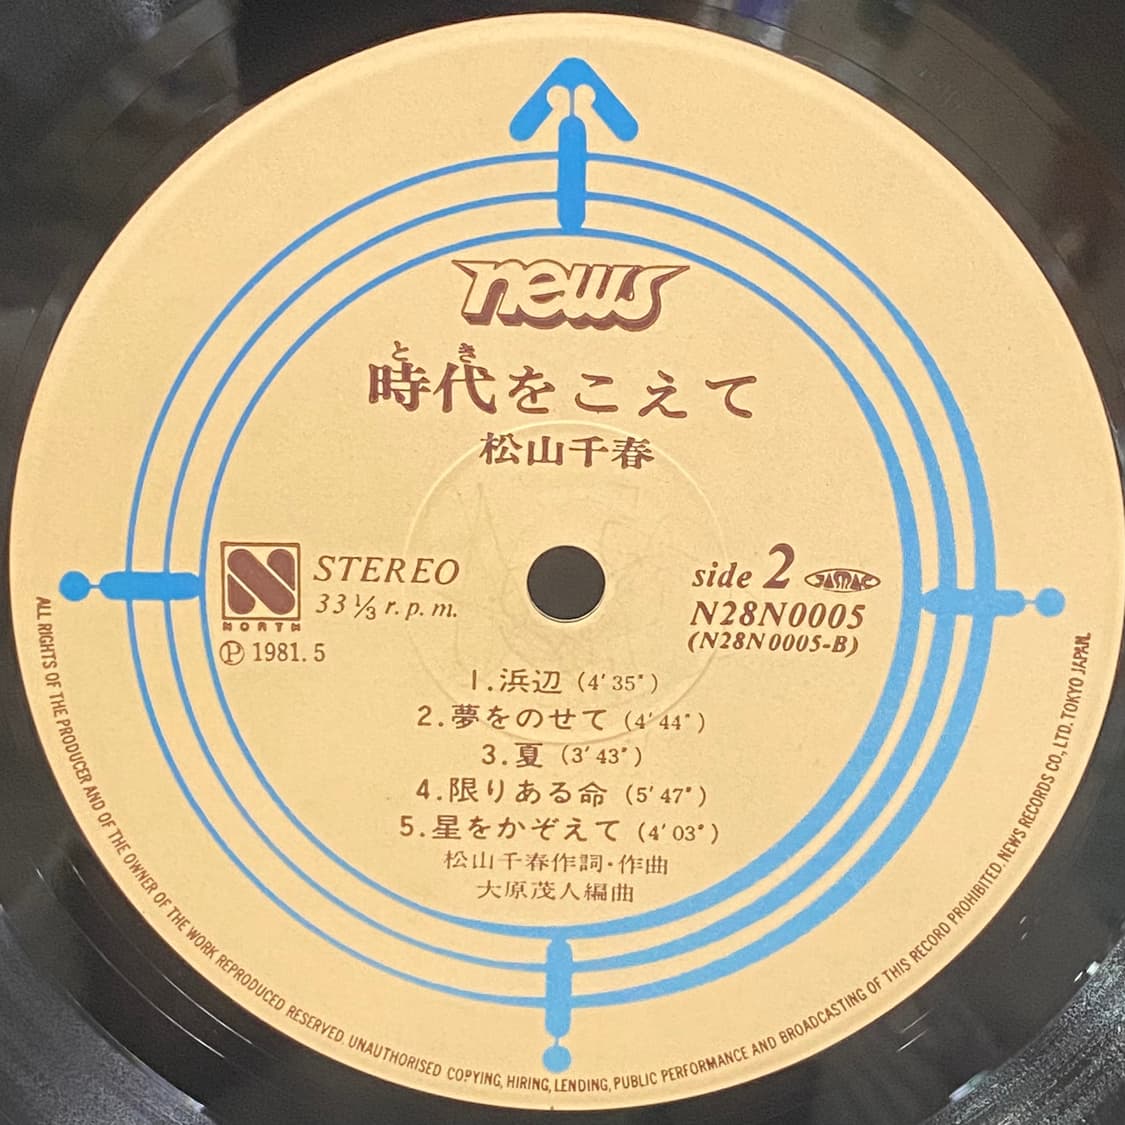 news
とき
時代をこえて
松山千春
N
NORTH
STEREO
33 1/3 r.p.m.
Ⓟ 1981. 5
side 2 JASRAC
N28N0005
(N28N0005-B)
1.浜辺 (4′35″)
2.夢をのせて (4′44″)
3.夏 (3′43″)
4.限りある命 (5′47″)
5.星をかぞえて (4′03″)
松山千春作詞・作曲
大原茂人編曲
ALL RIGHTS OF THE PRODUCER AND OF THE OWNER OF THE WORK REPRODUCED RESERVED. UNAUTHORISED COPYING, HIRING, LENDING, PUBLIC PERFORMANCE AND BROADCASTING OF THIS RECORD PROHIBITED. NEWS RECORDS CO., LTD. TOKYO JAPAN.